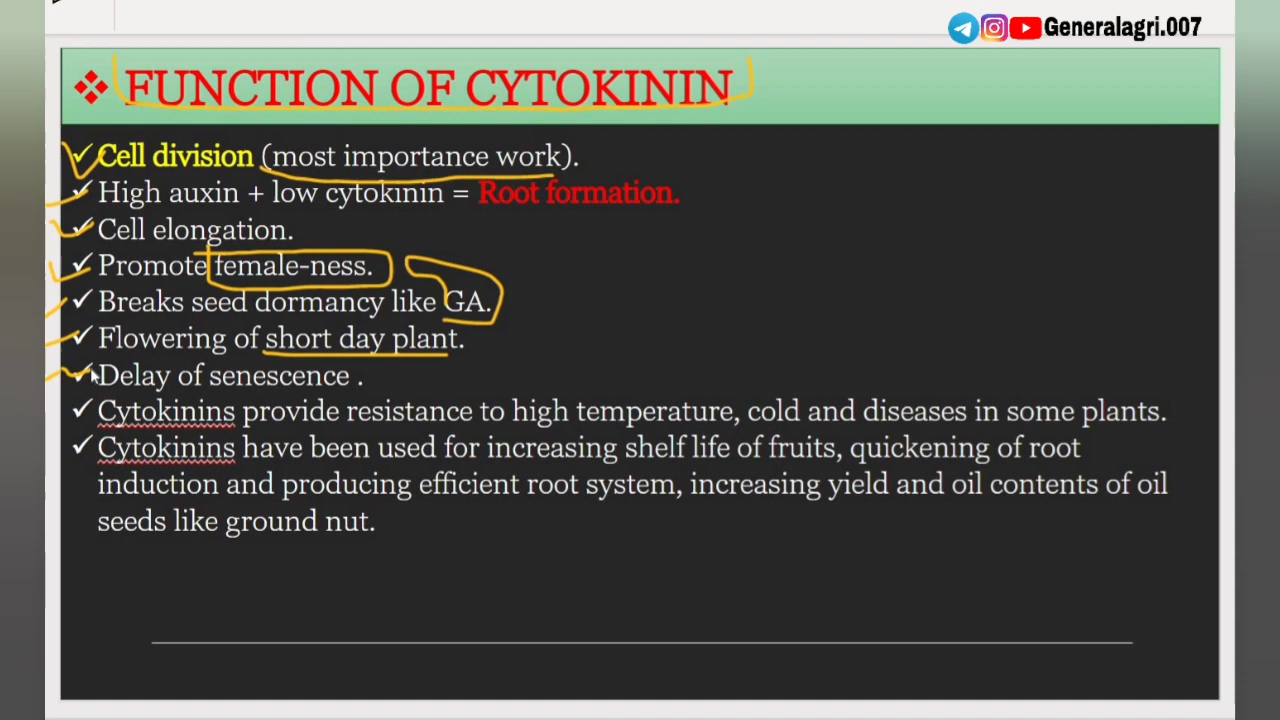 Generalagri.007
FUNCTION OF CYTOKININ
Cell division (most importance work).
High auxin + low cytokinin = Root formation.
Cell elongation.
Promote female-ness.
Breaks seed dormancy like GA.
Flowering of short day plant.
Delay of senescence .
Cytokinins provide resistance to high temperature, cold and diseases in some plants.
Cytokinins have been used for increasing shelf life of fruits, quickening of root
induction and producing efficient root system, increasing yield and oil contents of oil
seeds like ground nut.